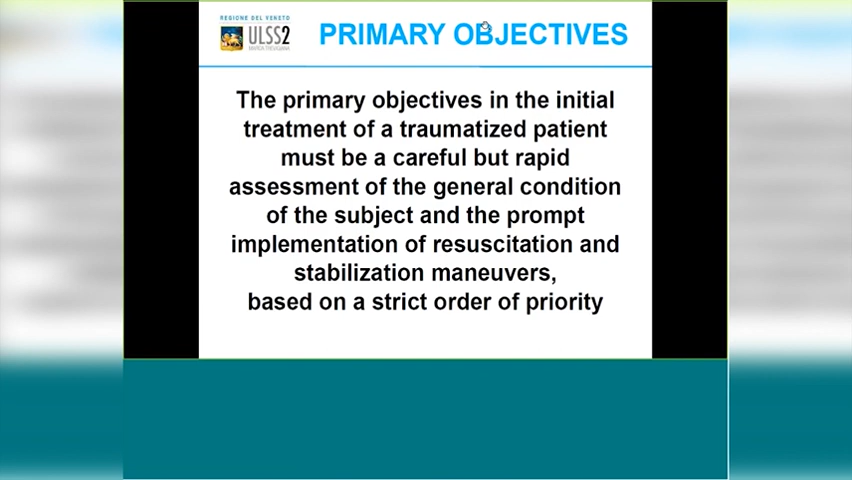 REGIONE DEL VENETO
ULSS2
MARCA TREVIGIANA
PRIMARY OBJECTIVES
The primary objectives in the initial
treatment of a traumatized patient
must be a careful but rapid
assessment of the general condition
of the subject and the prompt
implementation of resuscitation and
stabilization maneuvers,
based on a strict order of priority